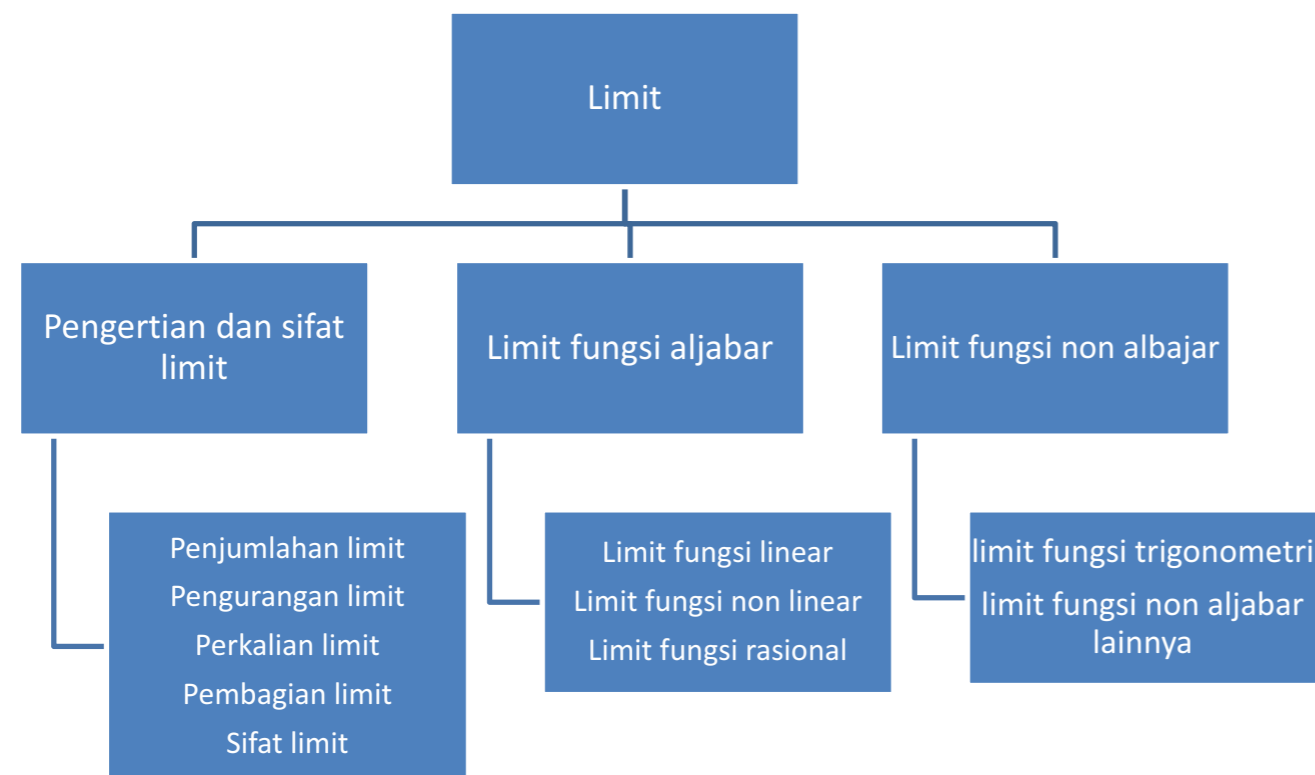 Limit
Pengertian dan sifat
limit
Limit fungsi aljabar
Limit fungsi non albajar
Penjumlahan limit
Pengurangan limit
Perkalian limit
Pembagian limit
Sifat limit
Limit fungsi linear
Limit fungsi non linear
Limit fungsi rasional
limit fungsi trigonometri
limit fungsi non aljabar
lainnya